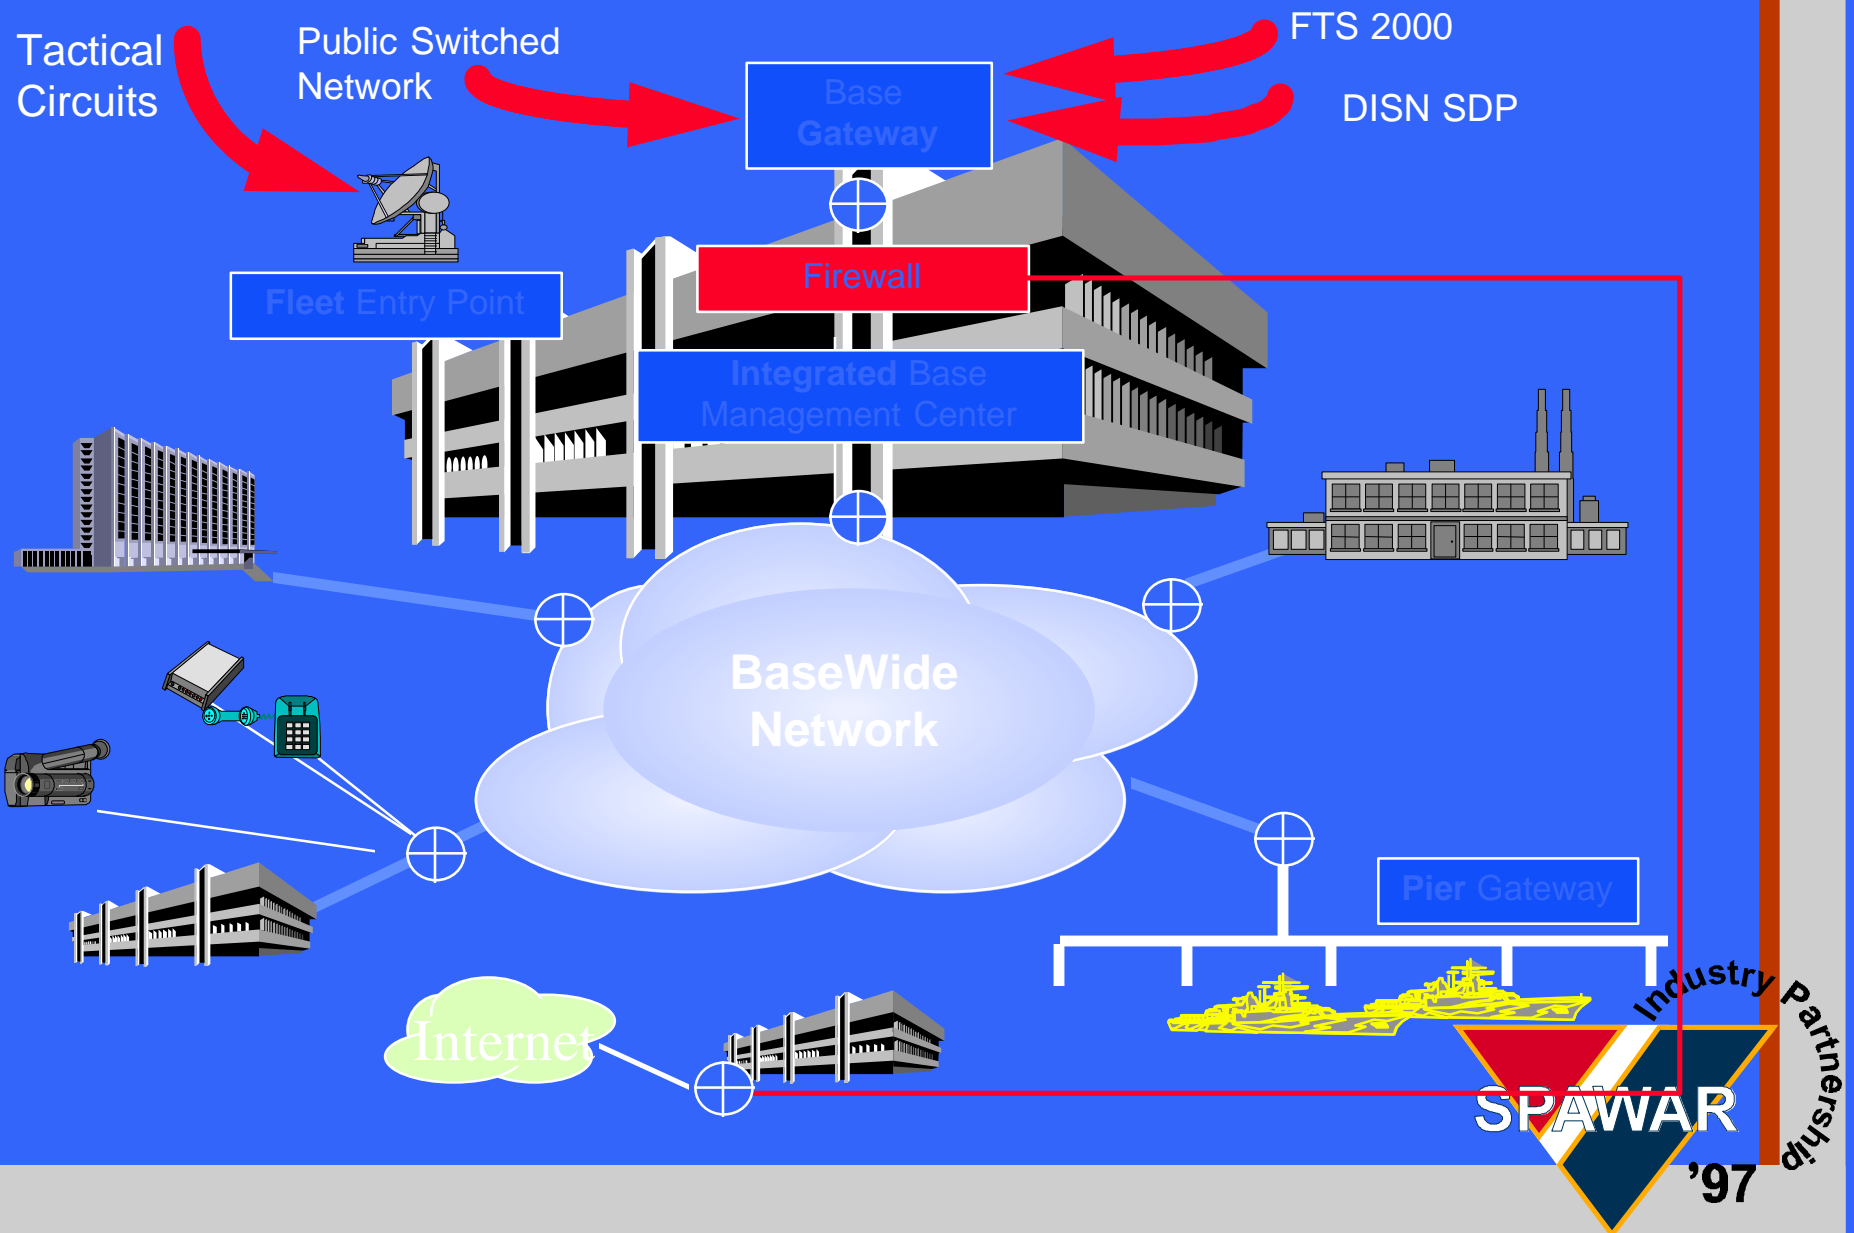 Tactical
Circuits
Public Switched
Network
FTS 2000
DISN SDP
Base
Gateway
Firewall
Fleet Entry Point
Integrated Base
Management Center
BaseWide
Network
Pier Gateway
Internet
Industry Partnership
SPAWAR
’97